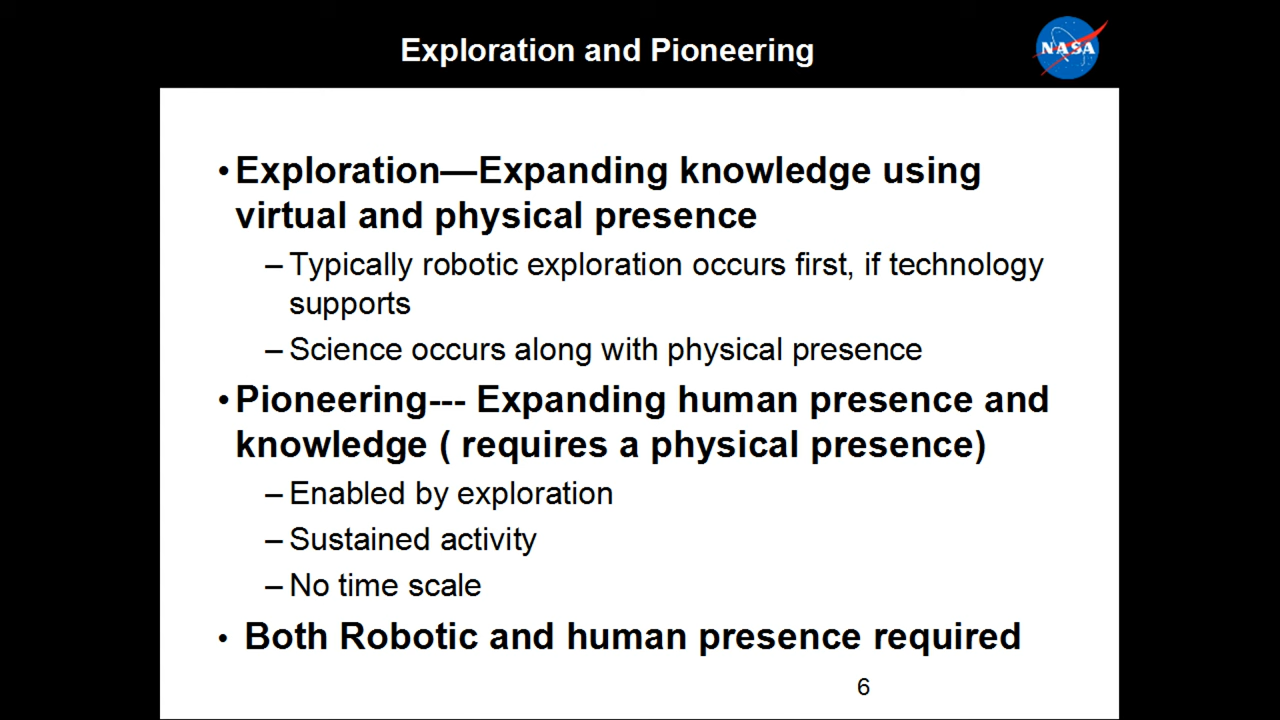 Exploration and Pioneering
NASA
•Exploration—Expanding knowledge using
virtual and physical presence
– Typically robotic exploration occurs first, if technology
supports
– Science occurs along with physical presence
•Pioneering--- Expanding human presence and
knowledge ( requires a physical presence)
– Enabled by exploration
– Sustained activity
– No time scale
• Both Robotic and human presence required
6